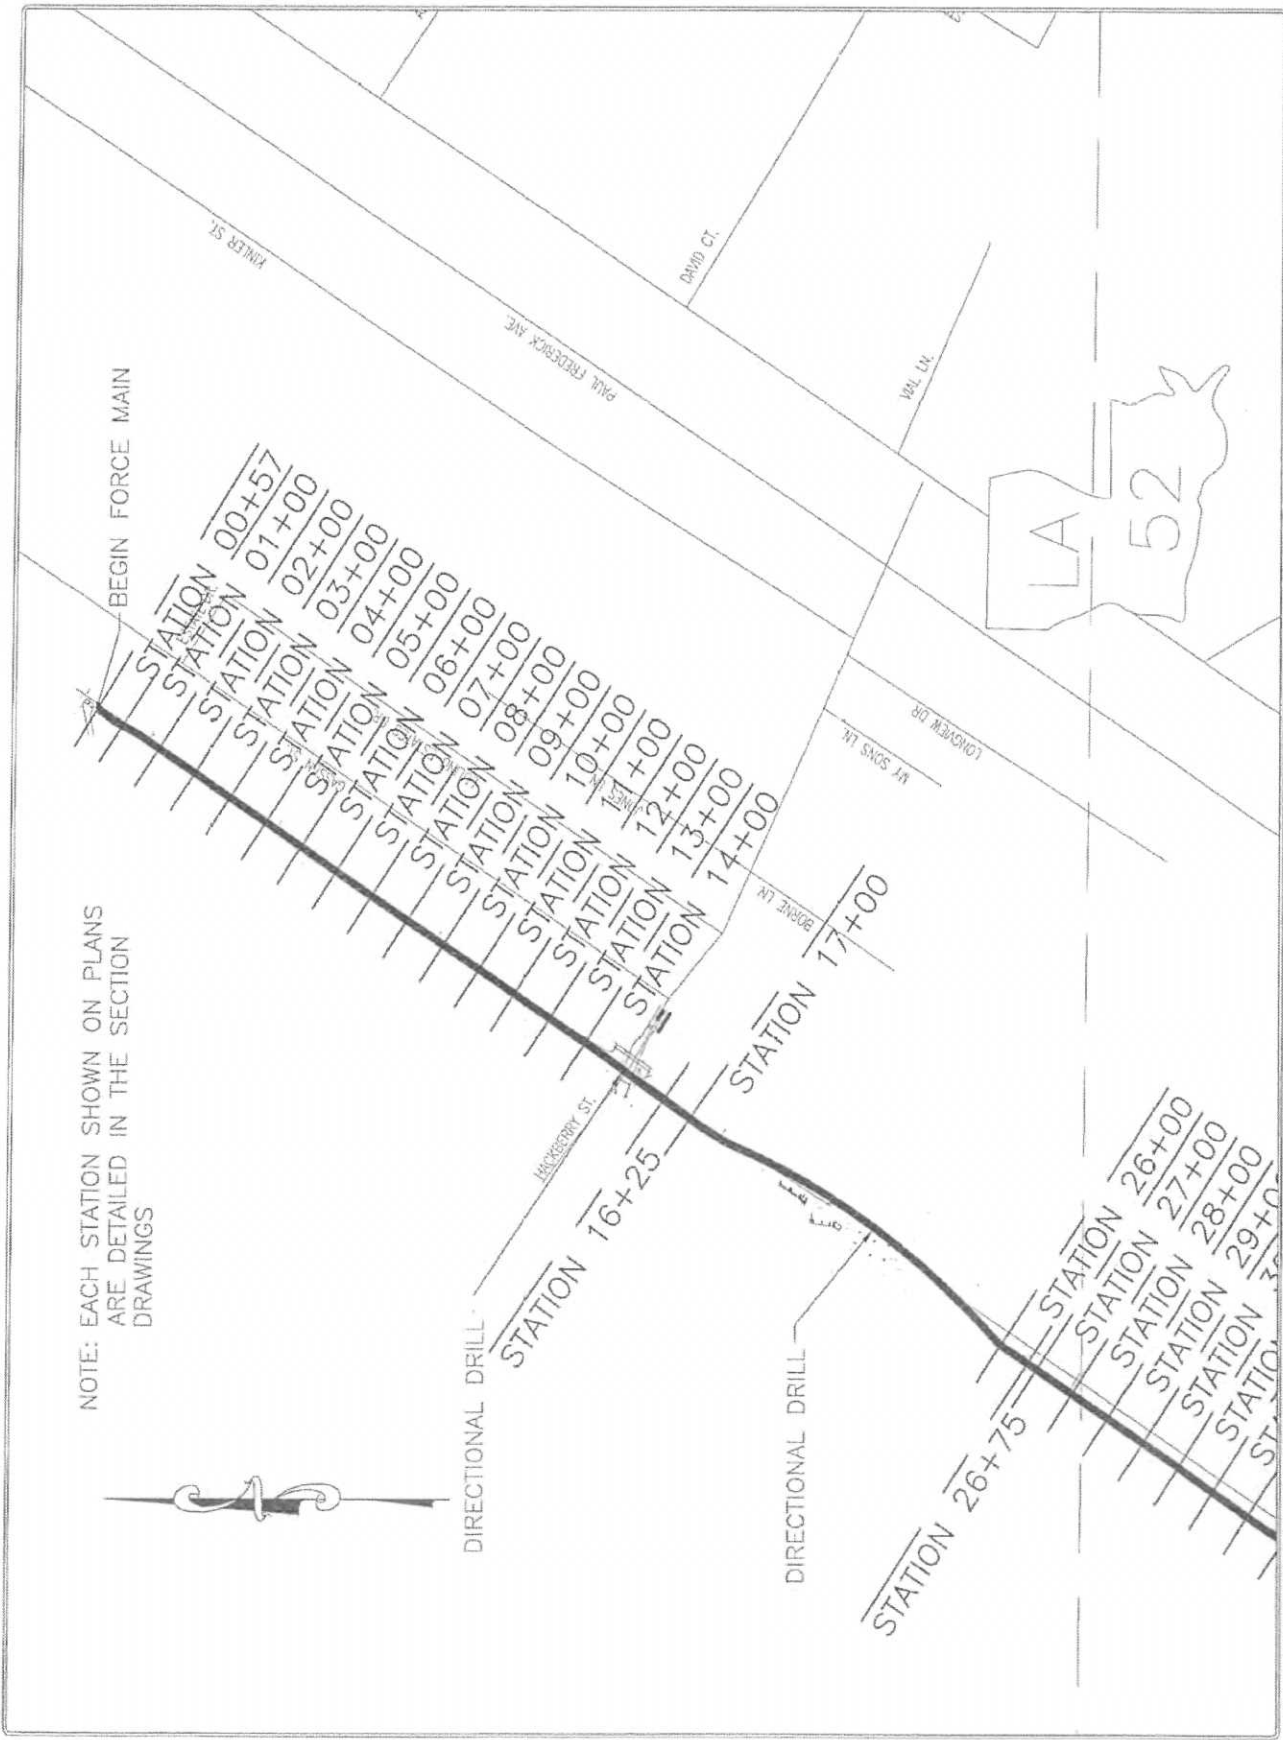 NOTE: EACH STATION SHOWN ON PLANS
ARE DETAILED IN THE SECTION
DRAWINGS
BEGIN FORCE MAIN
STATION 00+57
STATION 01+00
STATION 02+00
STATION 03+00
STATION 04+00
STATION 05+00
STATION 06+00
STATION 07+00
STATION 08+00
STATION 09+00
STATION 10+00
STATION 11+00
STATION 12+00
STATION 13+00
STATION 14+00
KINLER ST.
PAUL FREDERICK AVE.
DAVID CT.
VIAL LN.
LONGVIEW DR
MY SONS LN.
BORNE LN.
JONES LN.
HACKBERRY ST.
DIRECTIONAL DRILL
STATION 16+25
STATION 17+00
DIRECTIONAL DRILL
STATION 26+75
STATION 26+00
STATION 27+00
STATION 28+00
STATION
STATION
LA
52